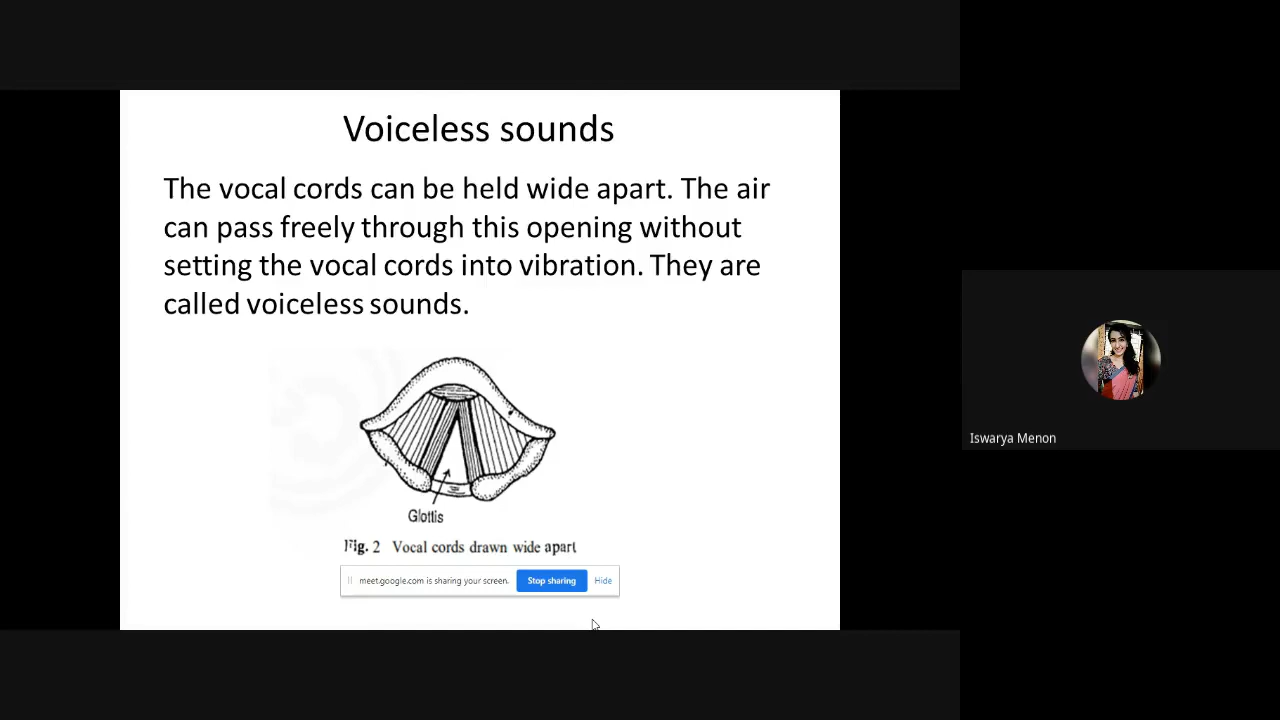 Voiceless sounds
The vocal cords can be held wide apart. The air
can pass freely through this opening without
setting the vocal cords into vibration. They are
called voiceless sounds.
Glottis
Fig. 2 Vocal cords drawn wide apart
meet.google.com is sharing your screen. Stop sharing Hide
Iswarya Menon